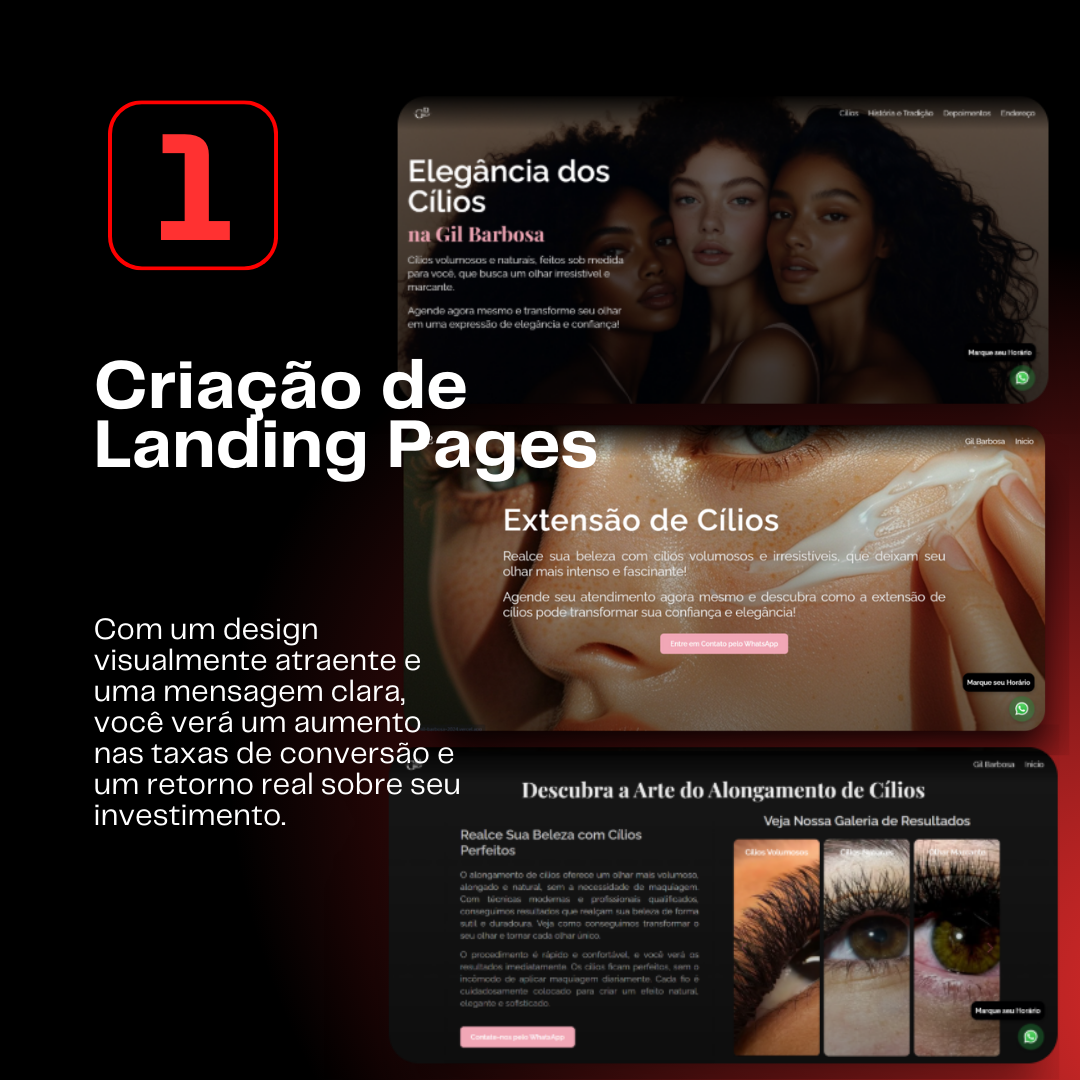 1
Criação de
Landing Pages
Com um design
visualmente atraente e
uma mensagem clara,
você verá um aumento
nas taxas de conversão e
um retorno real sobre seu
investimento.
Cílios História e Tradição Depoimentos Endereço
Elegância dos
Cílios
na Gil Barbosa
Cílios volumosos e naturais, feitos sob medida
para você, que busca um olhar irresistível e
marcante.
Agende agora mesmo e transforme seu olhar
em uma expressão de elegância e confiança!
Marque seu Horário
Gil Barbosa Inicio
Extensão de Cílios
Realce sua beleza com cílios volumosos e irresistíveis, que deixam seu
olhar mais intenso e fascinante!
Agende seu atendimento agora mesmo e descubra como a extensão de
cílios pode transformar sua confiança e elegância!
Entre em Contato pelo WhatsApp
Marque seu Horário
Gil Barbosa Inicio
Descubra a Arte do Alongamento de Cílios
Realce Sua Beleza com Cílios
Perfeitos
O alongamento de cílios oferece um olhar mais volumoso,
alongado e natural, sem a necessidade de maquiagem.
Com técnicas modernas e profissionais qualificados,
conseguimos resultados que realçam sua beleza de forma
sutil e duradoura. Veja como conseguimos transformar o
seu olhar e tornar cada olhar único.
O procedimento é rápido e confortável, e você verá os
resultados imediatamente. Os cílios ficam perfeitos, sem o
incômodo de aplicar maquiagem diariamente. Cada fio é
cuidadosamente colocado para criar um efeito natural,
elegante e sofisticado.
Contate-nos pelo WhatsApp
Veja Nossa Galeria de Resultados
Cílios Volumosos
Marque seu Horário